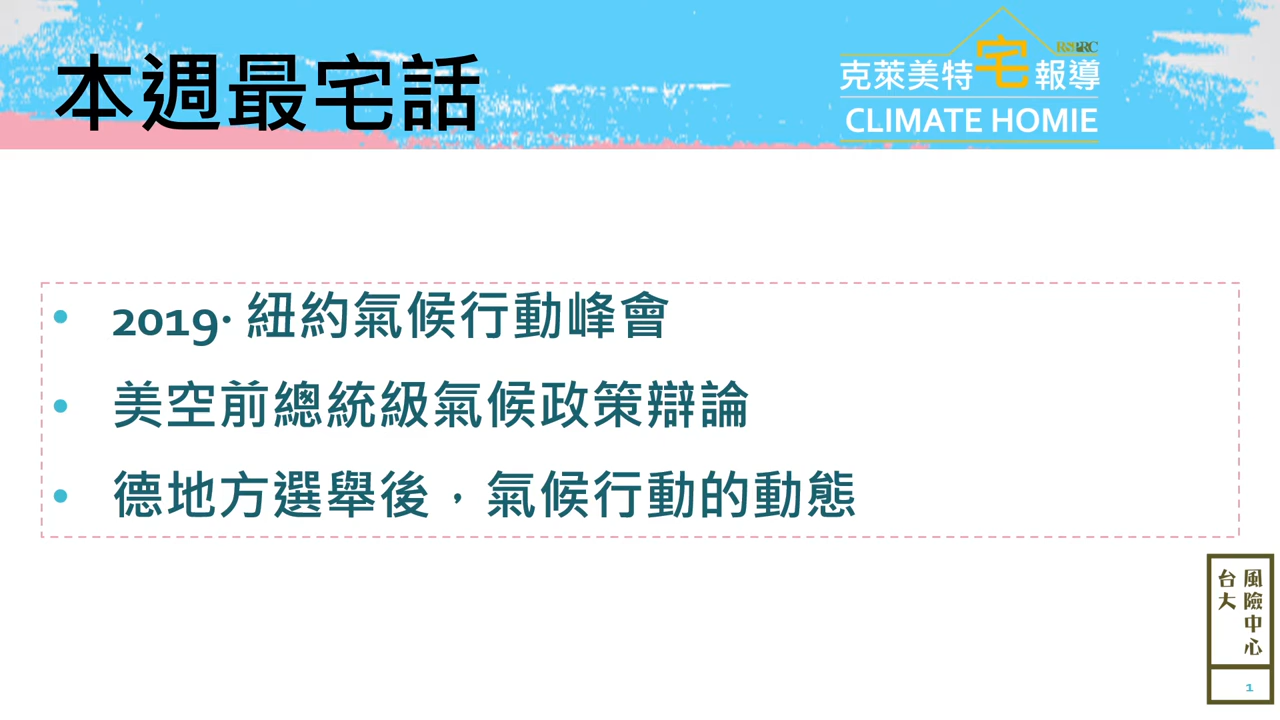 本週最宅話
克萊美特宅報導
RSPRC
CLIMATE HOMIE
• 2019· 紐約氣候行動峰會
• 美空前總統級氣候政策辯論
• 德地方選舉後，氣候行動的動態
風險中心
台大
1